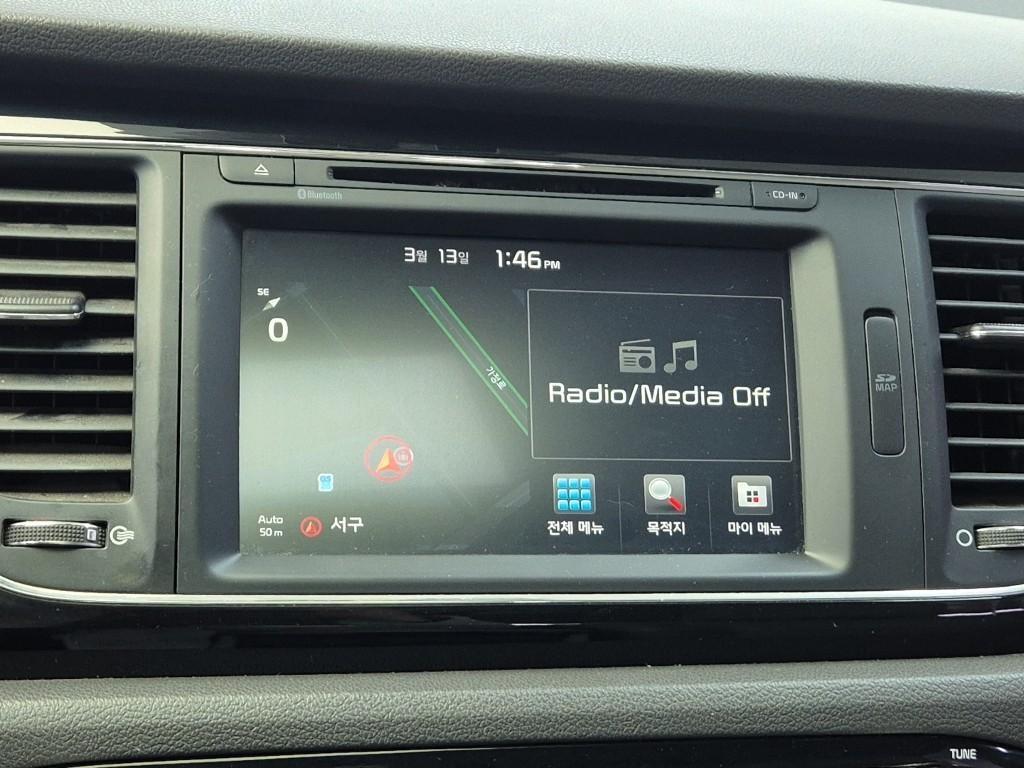 Bluetooth
CD-IN
3월 13일 1:46 PM
SE
0
가정로
Radio/Media Off
SD
MAP
GS
전체 메뉴
목적지
마이 메뉴
Auto
50 m
서구
TUNE